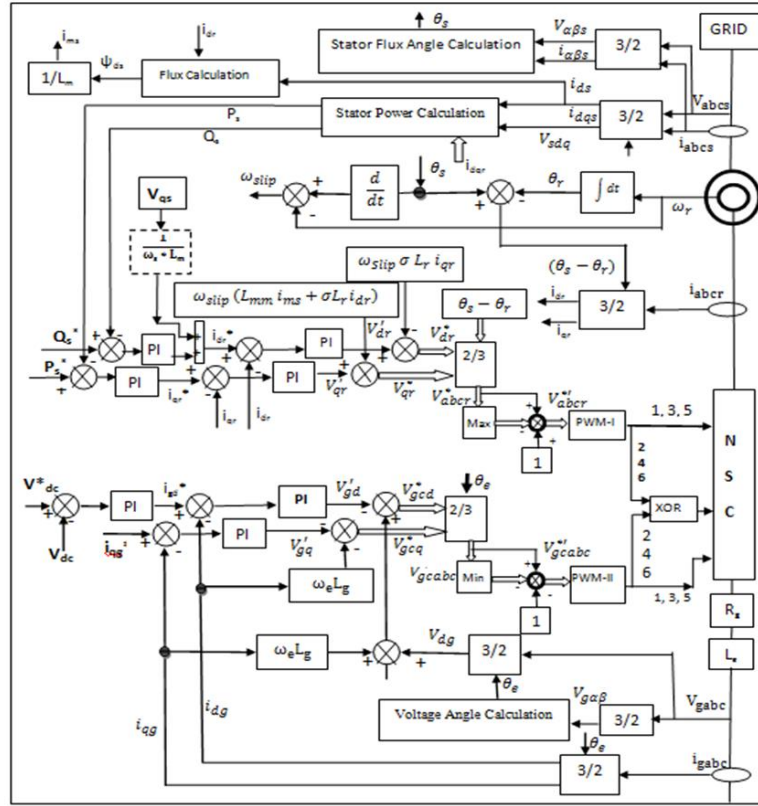 θs
Stator Flux Angle Calculation
Vαβs
iαβs
3/2
GRID
ims
1/Lm
ψds
idr
Flux Calculation
Ps
Qs
Stator Power Calculation
ids
idqs
Vsdq
3/2
Vabcs
iabcs
idqr
ωslip
+
-
d/dt
θs
+
-
θr
∫dt
ωr
Vqs
1
ωs * Lm
ωslip σ Lr iqr
ωslip (Lmm ims + σLr idr)
(θs − θr)
θs − θr
idr
iqr
3/2
iabcr
Qs*
+
-
PI
+
+
idr*
+
-
PI
V'dr
+
-
V*dr
2/3
Ps*
+
-
PI
iqr*
+
-
PI
V'qr
+
V*qr
iqr
idr
V*abcr
Max
-
+
+
V*'abcr
1
PWM-I
1, 3, 5
2
4
6
N
S
C
V*dc
+
-
Vdc
PI
igd*
+
-
PI
V'gd
-
+
V*gcd
θe
2/3
iqg*
+
-
PI
V'gq
-
-
V*gcq
XOR
2
4
6
Vgcabc
Min
-
+
-
V*'gcabc
1
PWM-II
1, 3, 5
ωeLg
ωeLg
+
+
Vdg
3/2
θe
Rg
Voltage Angle Calculation
Vgαβ
3/2
Vgabc
iqg
idg
θe
3/2
igabc